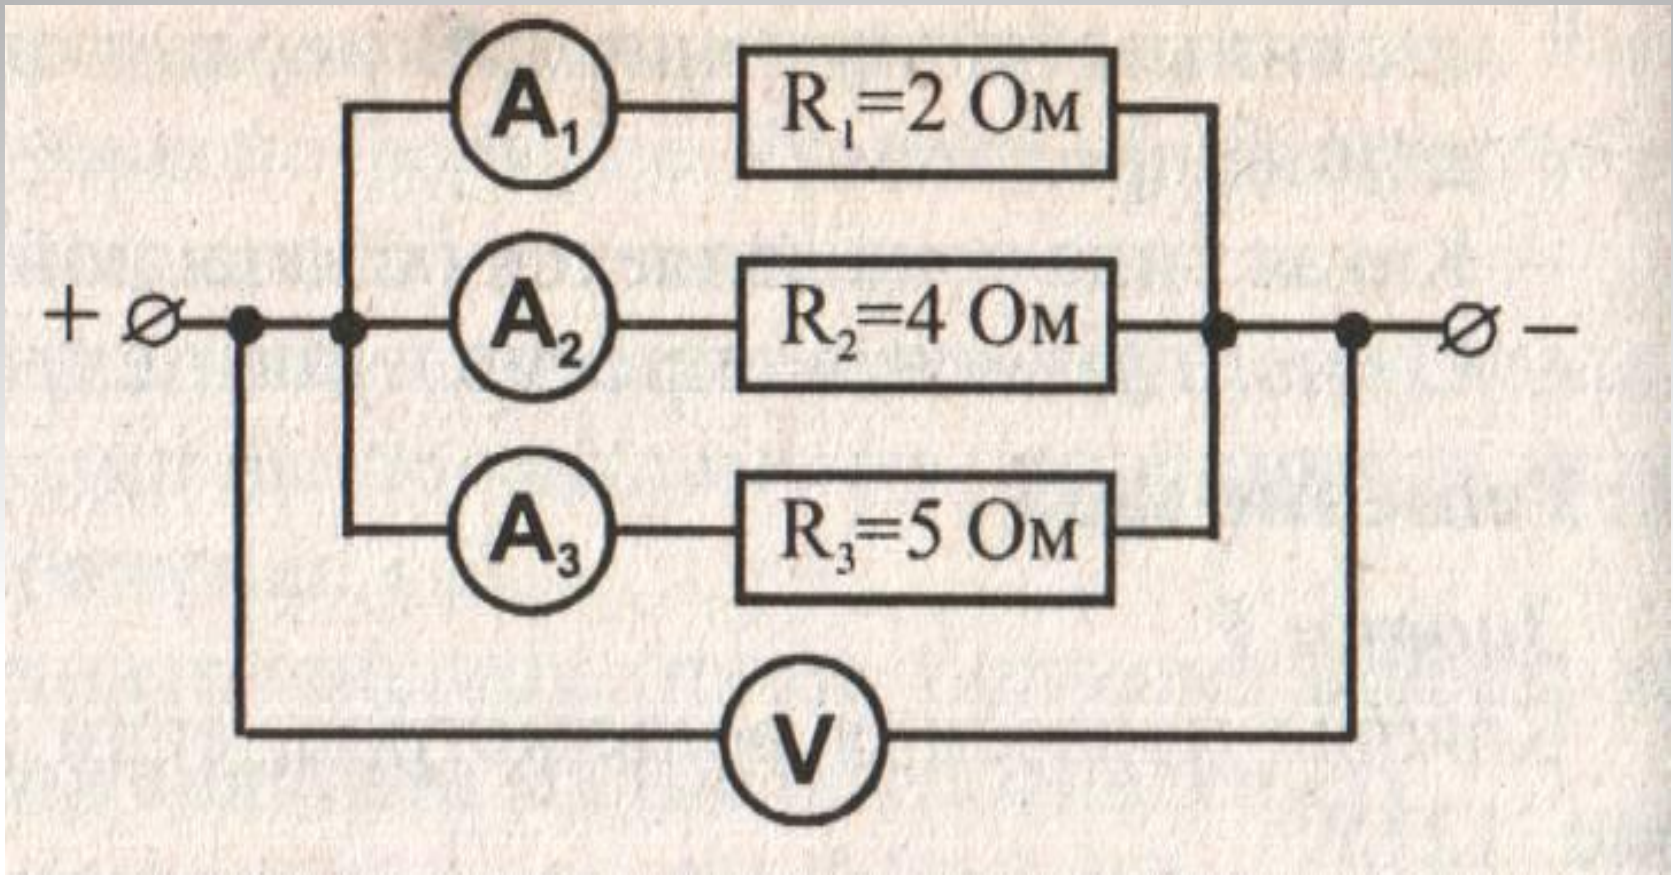 A₁ R₁=2 Ом
+ A₂ R₂=4 Ом −
A₃ R₃=5 Ом
V